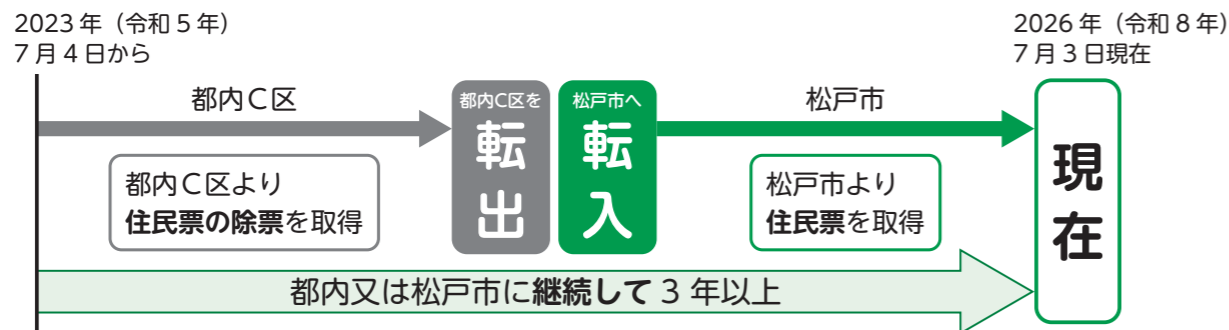 2023年（令和5年）
7月4日から
2026年（令和8年）
7月3日現在
都内C区
都内C区を
転出
松戸市へ
転入
松戸市
現在
都内C区より
住民票の除票を取得
松戸市より
住民票を取得
都内又は松戸市に継続して3年以上